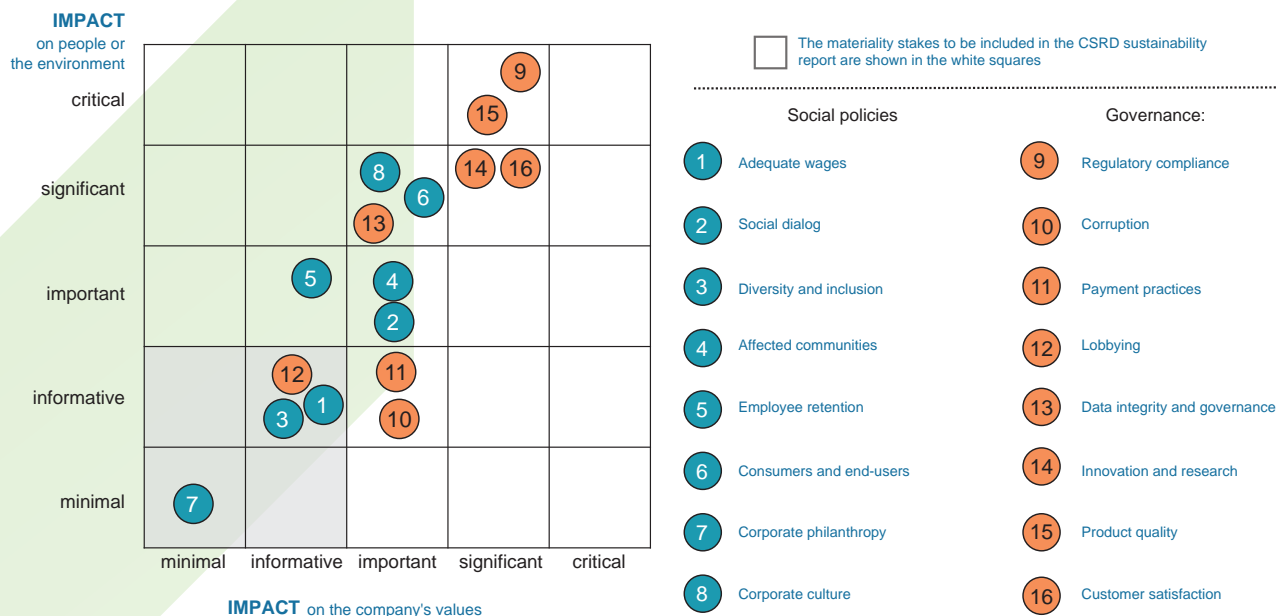 IMPACT
on people or
the environment
critical
significant
important
informative
minimal
9
15
8
14
16
6
13
5
4
2
12
11
1
3
10
7
minimal
informative
important
significant
critical
IMPACT on the company's values
The materiality stakes to be included in the CSRD sustainability
report are shown in the white squares
Social policies
1 Adequate wages
2 Social dialog
3 Diversity and inclusion
4 Affected communities
5 Employee retention
6 Consumers and end-users
7 Corporate philanthropy
8 Corporate culture
Governance:
9 Regulatory compliance
10 Corruption
11 Payment practices
12 Lobbying
13 Data integrity and governance
14 Innovation and research
15 Product quality
16 Customer satisfaction